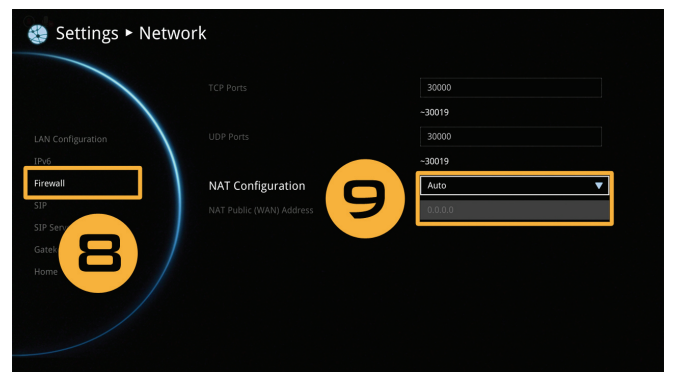 Settings ▸ Network
TCP Ports
30000
~30019
LAN Configuration
UDP Ports
30000
IPv6
~30019
Firewall
NAT Configuration
Auto
SIP
NAT Public (WAN) Address
0.0.0.0
SIP
Home
8
9